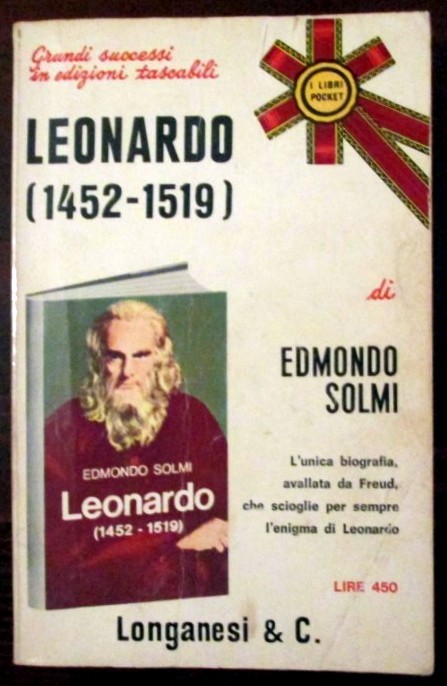 Grandi successi
in edizioni tascabili
I LIBRI
POCKET
LEONARDO
(1452-1519)
di
EDMONDO
SOLMI
L'unica biografia,
avallata da Freud,
che scioglie per sempre
l'enigma di Leonardo
EDMONDO SOLMI
Leonardo
(1452 - 1519)
LIRE 450
Longanesi & C.